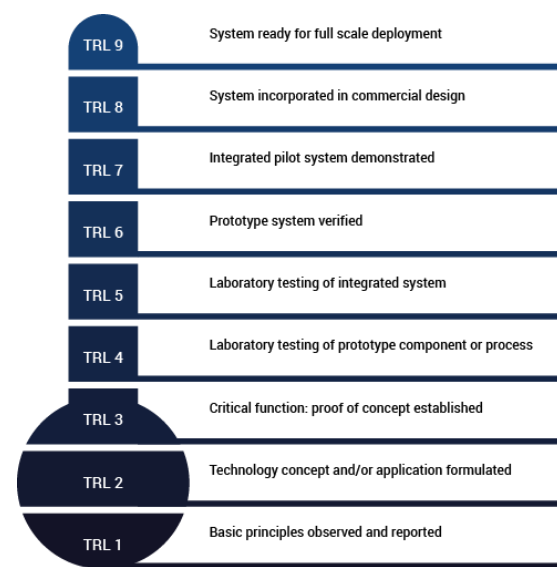 TRL 9
System ready for full scale deployment
TRL 8
System incorporated in commercial design
TRL 7
Integrated pilot system demonstrated
TRL 6
Prototype system verified
TRL 5
Laboratory testing of integrated system
TRL 4
Laboratory testing of prototype component or process
TRL 3
Critical function: proof of concept established
TRL 2
Technology concept and/or application formulated
TRL 1
Basic principles observed and reported